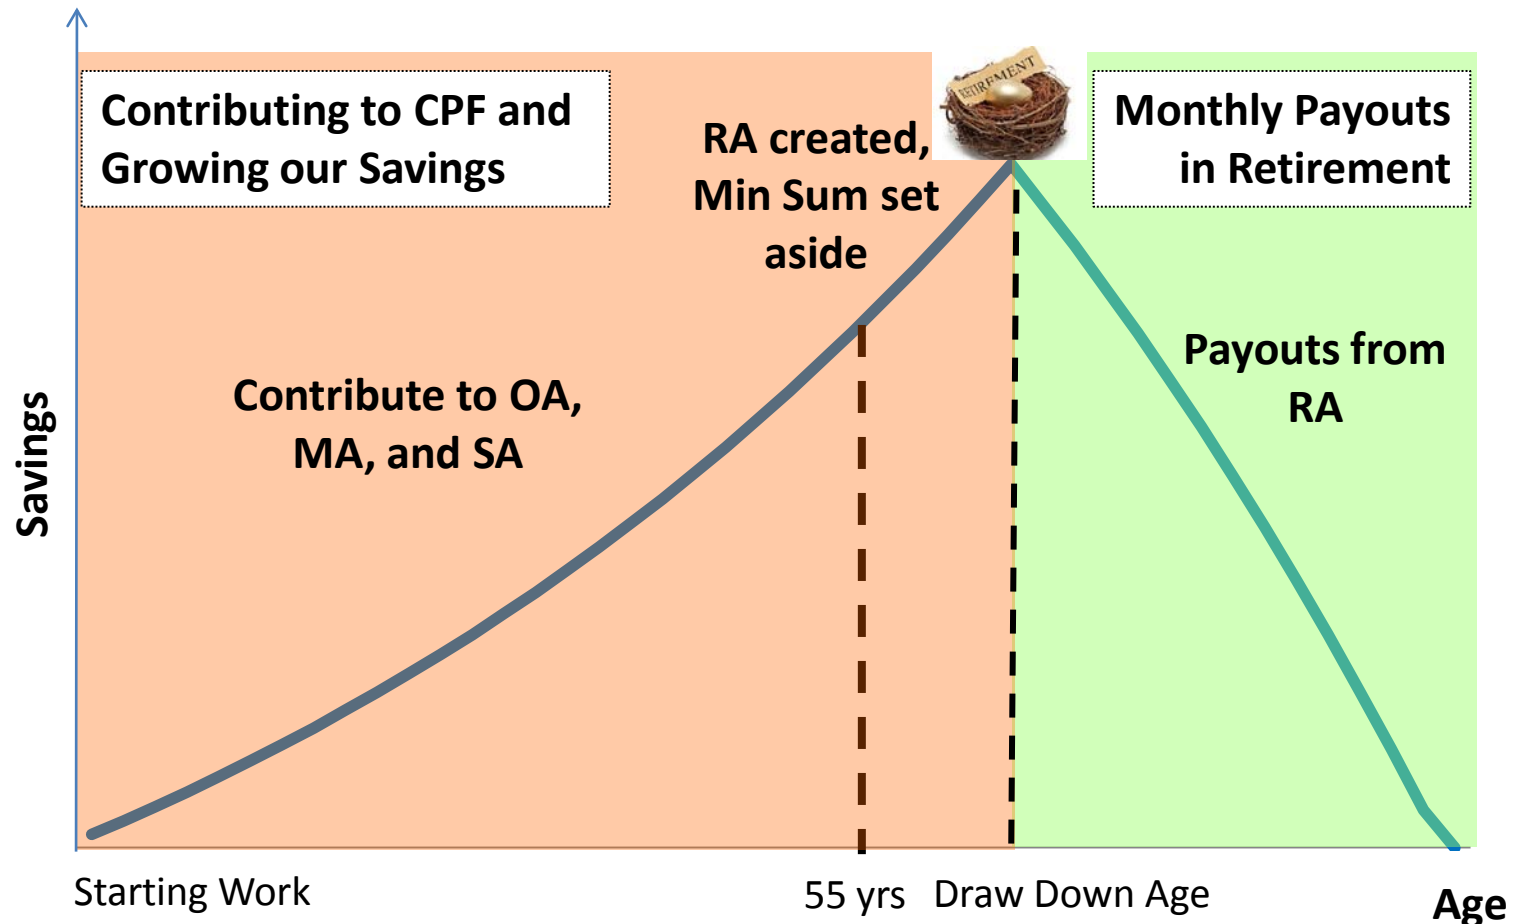 Contributing to CPF and
Growing our Savings
RA created,
Min Sum set
aside
RETIREMENT
Monthly Payouts
in Retirement
Contribute to OA,
MA, and SA
Payouts from
RA
Savings
Starting Work
55 yrs
Draw Down Age
Age